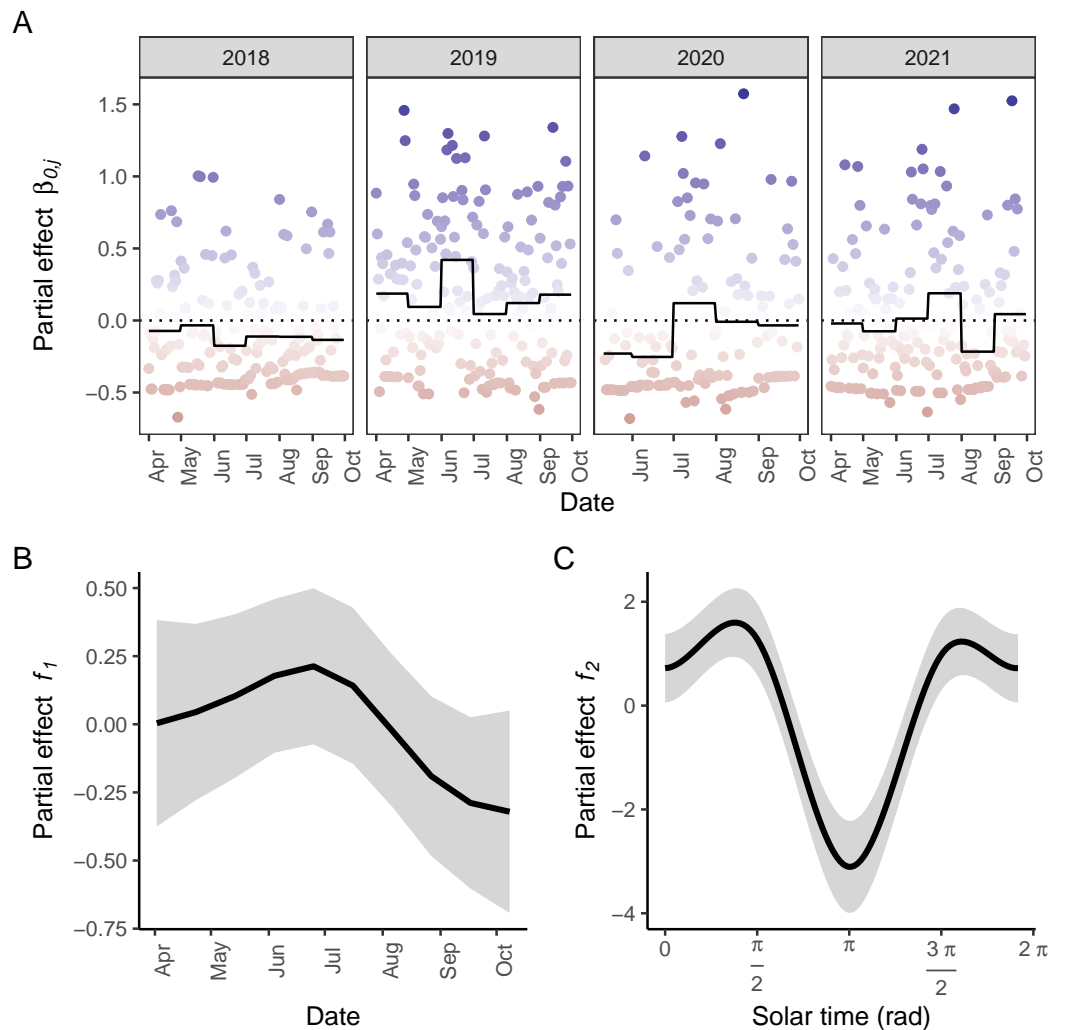 A
2018 2019 2020 2021
1.5
1.0
0.5
0.0
−0.5
Partial effect β0,j
Apr May Jun Jul Aug Sep Oct Apr May Jun Jul Aug Sep Oct Jun Jul Aug Sep Oct Apr May Jun Jul Aug Sep Oct
Date
B
0.50
0.25
0.00
−0.25
−0.50
−0.75
Partial effect f1
Apr May Jun Jul Aug Sep Oct
Date
C
2
0
−2
−4
Partial effect f2
0 π/2 π 3 π/2 2 π
Solar time (rad)